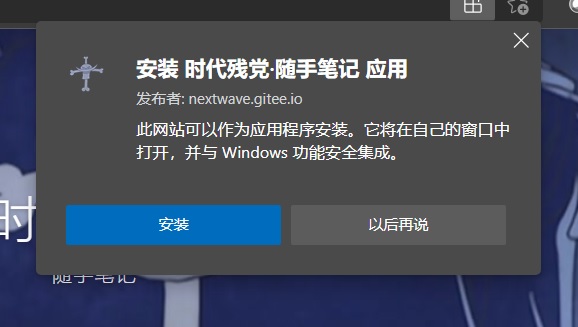 安装 时代残党·随手笔记 应用
发布者: nextwave.gitee.io
此网站可以作为应用程序安装。它将在自己的窗口中
打开，并与 Windows 功能安全集成。
时
安装
以后再说
随手笔记